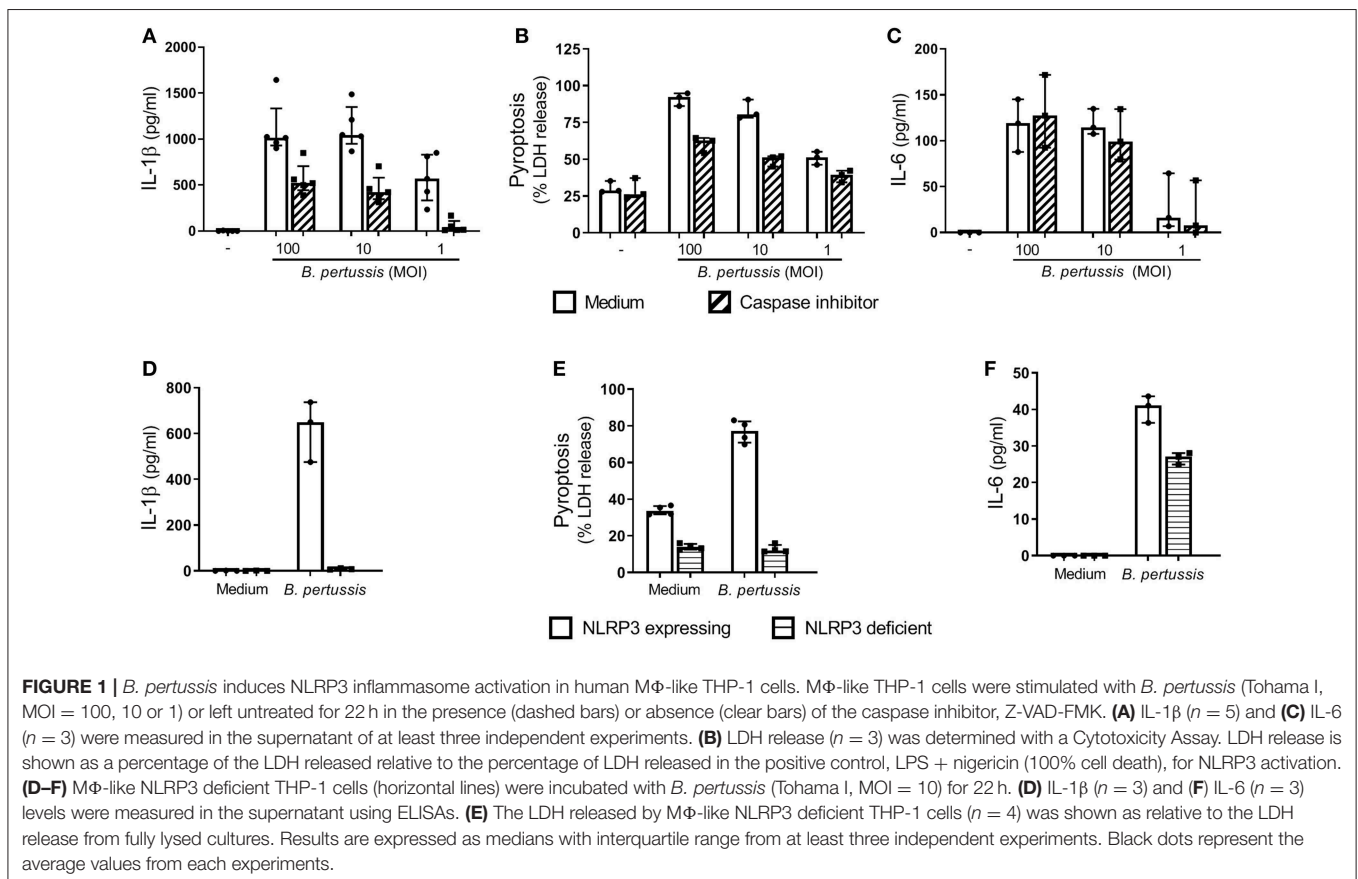 A
B
C
2000
1500
1000
500
0
IL-1β (pg/ml)
-
100
10
1
B. pertussis (MOI)
125
100
75
50
25
0
Pyroptosis
(% LDH release)
-
100
10
1
B. pertussis (MOI)
200
150
100
50
0
IL-6 (pg/ml)
-
100
10
1
B. pertussis (MOI)
Medium
Caspase inhibitor
D
E
F
800
600
400
200
0
IL-1β (pg/ml)
Medium
B. pertussis
100
80
60
40
20
0
Pyroptosis
(% LDH release)
Medium
B. pertussis
50
40
30
20
10
0
IL-6 (pg/ml)
Medium
B. pertussis
NLRP3 expressing
NLRP3 deficient
FIGURE 1 | B. pertussis induces NLRP3 inflammasome activation in human MΦ-like THP-1 cells. MΦ-like THP-1 cells were stimulated with B. pertussis (Tohama I,
MOI = 100, 10 or 1) or left untreated for 22 h in the presence (dashed bars) or absence (clear bars) of the caspase inhibitor, Z-VAD-FMK. (A) IL-1β (n = 5) and (C) IL-6
(n = 3) were measured in the supernatant of at least three independent experiments. (B) LDH release (n = 3) was determined with a Cytotoxicity Assay. LDH release is
shown as a percentage of the LDH released relative to the percentage of LDH released in the positive control, LPS + nigericin (100% cell death), for NLRP3 activation.
(D–F) MΦ-like NLRP3 deficient THP-1 cells (horizontal lines) were incubated with B. pertussis (Tohama I, MOI = 10) for 22 h. (D) IL-1β (n = 3) and (F) IL-6 (n = 3)
levels were measured in the supernatant using ELISAs. (E) The LDH released by MΦ-like NLRP3 deficient THP-1 cells (n = 4) was shown as relative to the LDH
release from fully lysed cultures. Results are expressed as medians with interquartile range from at least three independent experiments. Black dots represent the
average values from each experiments.